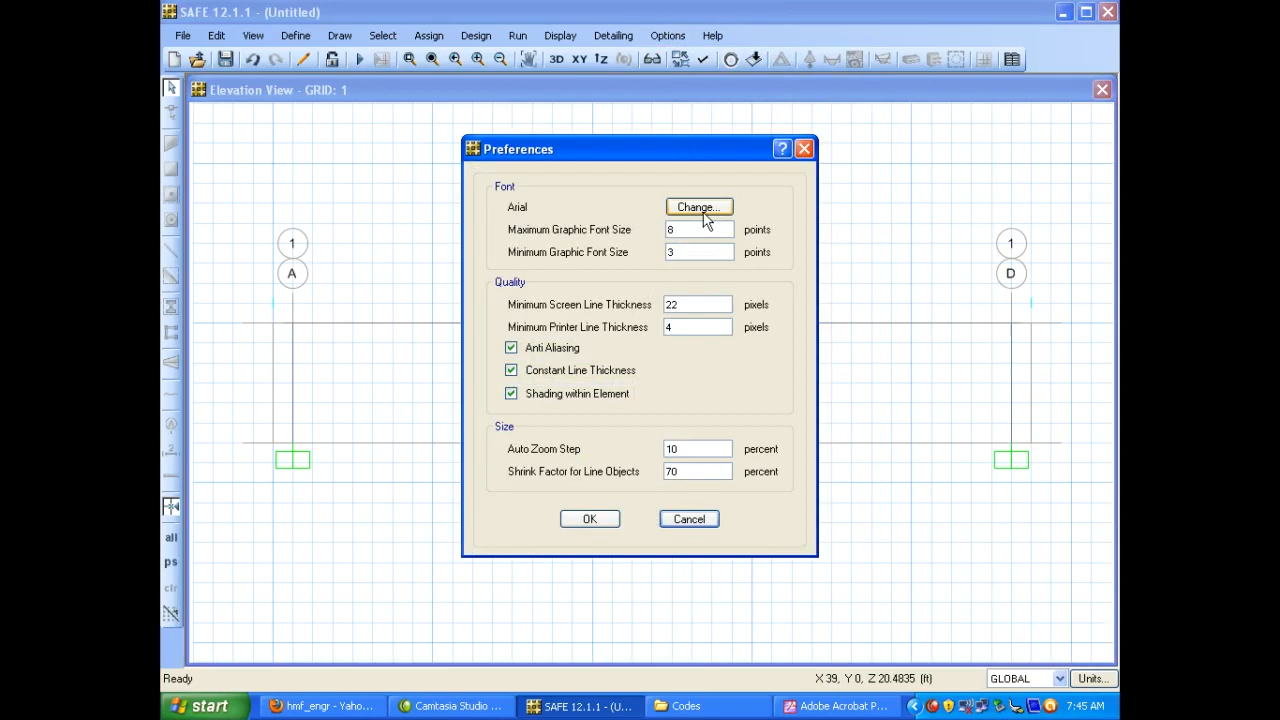 SAFE 12.1.1 - (Untitled)
File Edit View Define Draw Select Assign Design Run Display Detailing Options Help
3D XY
Elevation View - GRID: 1
Preferences
Font
Arial Change...
Maximum Graphic Font Size 8 points
Minimum Graphic Font Size 3 points
Quality
Minimum Screen Line Thickness 22 pixels
Minimum Printer Line Thickness 4 pixels
Anti Aliasing
Constant Line Thickness
Shading within Element
Size
Auto Zoom Step 10 percent
Shrink Factor for Line Objects 70 percent
OK Cancel
1
A
1
D
all
ps
clr
Ready X 39, Y 0, Z 20.4835 (ft) GLOBAL Units...
start hmf_engr - Yaho... Camtasia Studio ... SAFE 12.1.1 - (U... Codes Adobe Acrobat P... 7:45 AM